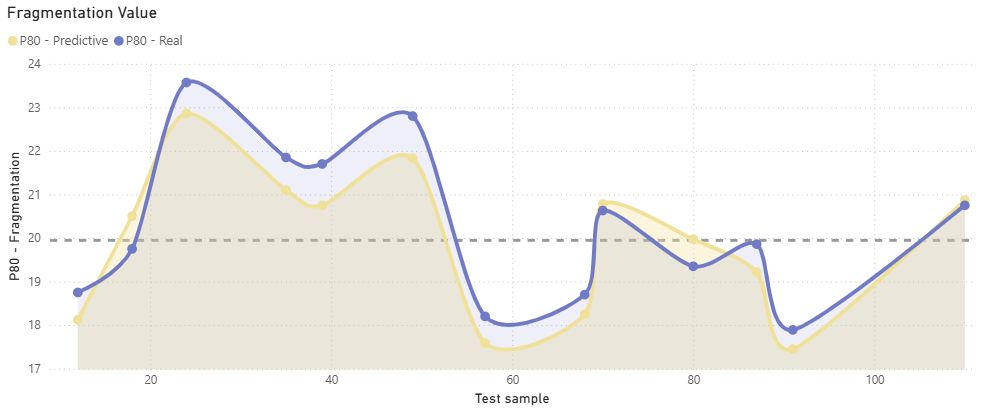 Fragmentation Value
P80 - Predictive P80 - Real
24
23
22
21
20
19
18
17
P80 - Fragmentation
20 40 60 80 100
Test sample